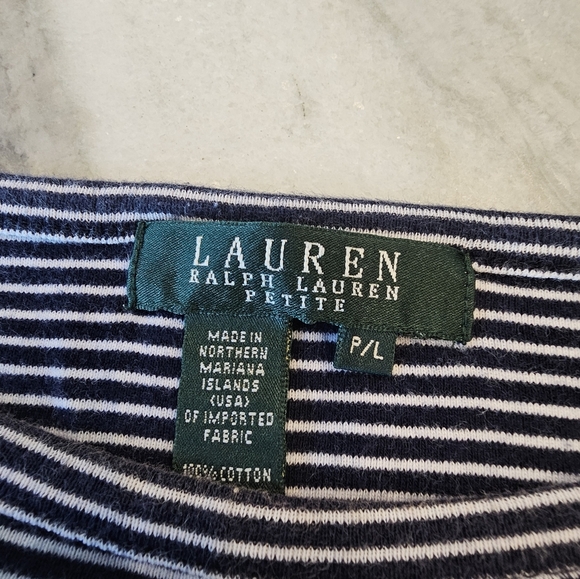 LAUREN
RALPH LAUREN
PETITE
P/L
MADE IN
NORTHERN
MARIANA
ISLANDS
(USA)
OF IMPORTED
FABRIC
100% COTTON